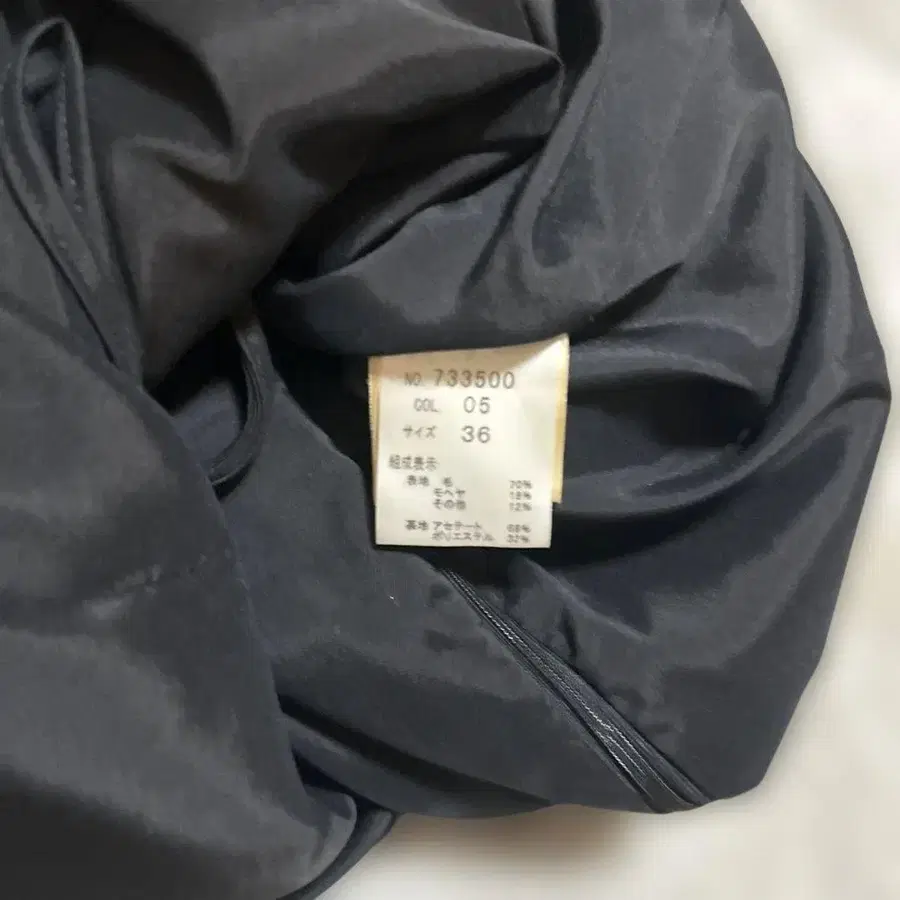 NO. 733500
COL 05
サイズ 36
組成表示
表地 毛 70%
モヘヤ 18%
その他 12%
裏地 アセテート 68%
ポリエステル 32%